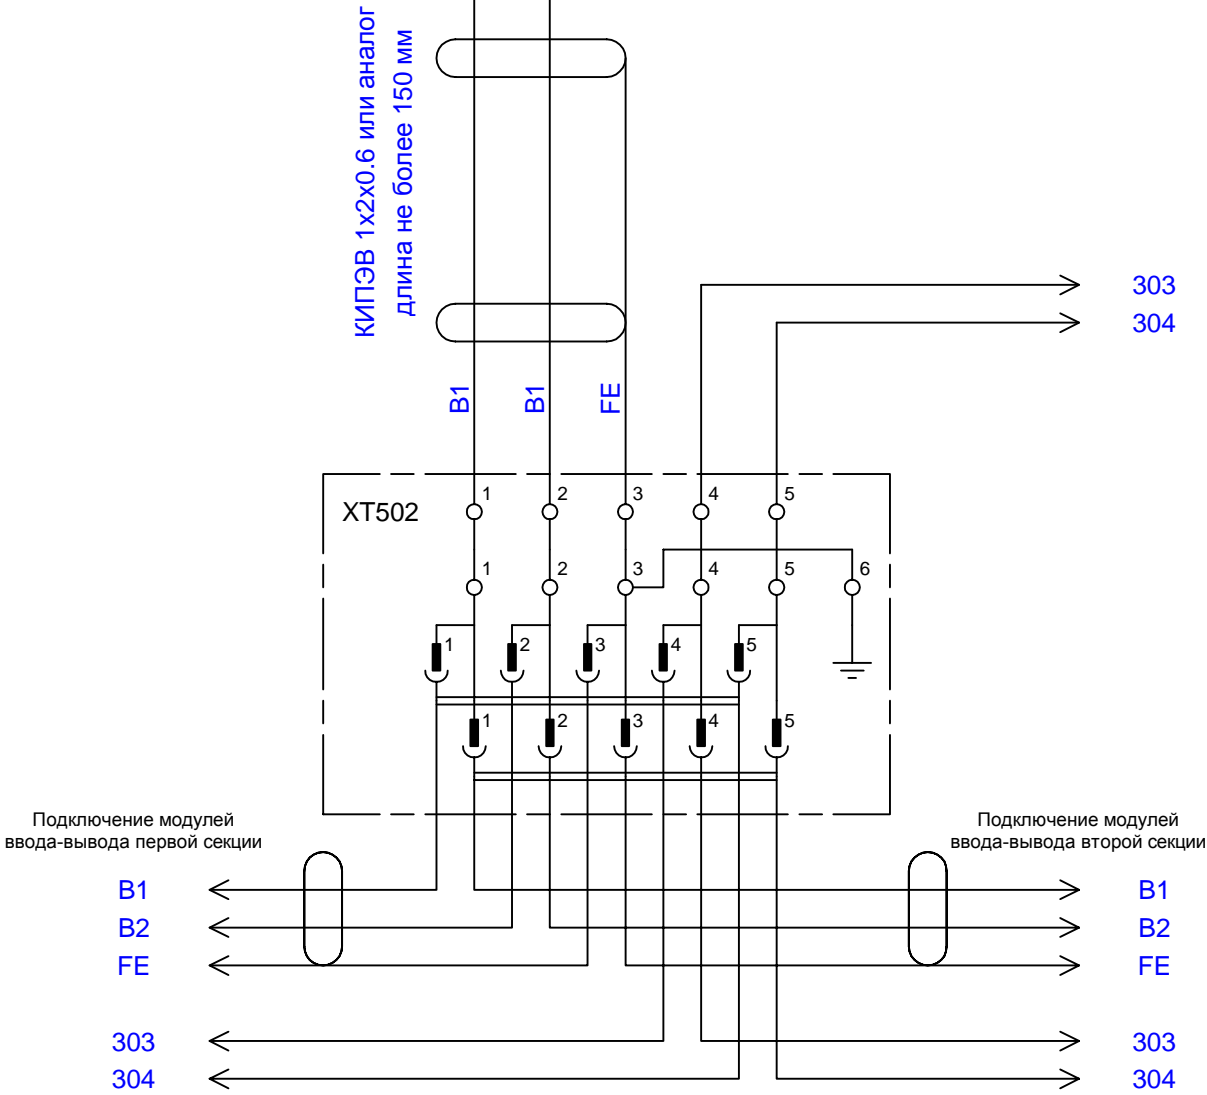 КИПЭВ 1x2x0.6 или аналог
длина не более 150 мм
303
304
B1
B1
FE
XT502
1
2
3
4
5
1
2
3
4
5
6
1
2
3
4
5
1
2
3
4
5
Подключение модулей
ввода-вывода первой секции
Подключение модулей
ввода-вывода второй секции
B1
B1
B2
B2
FE
FE
303
303
304
304